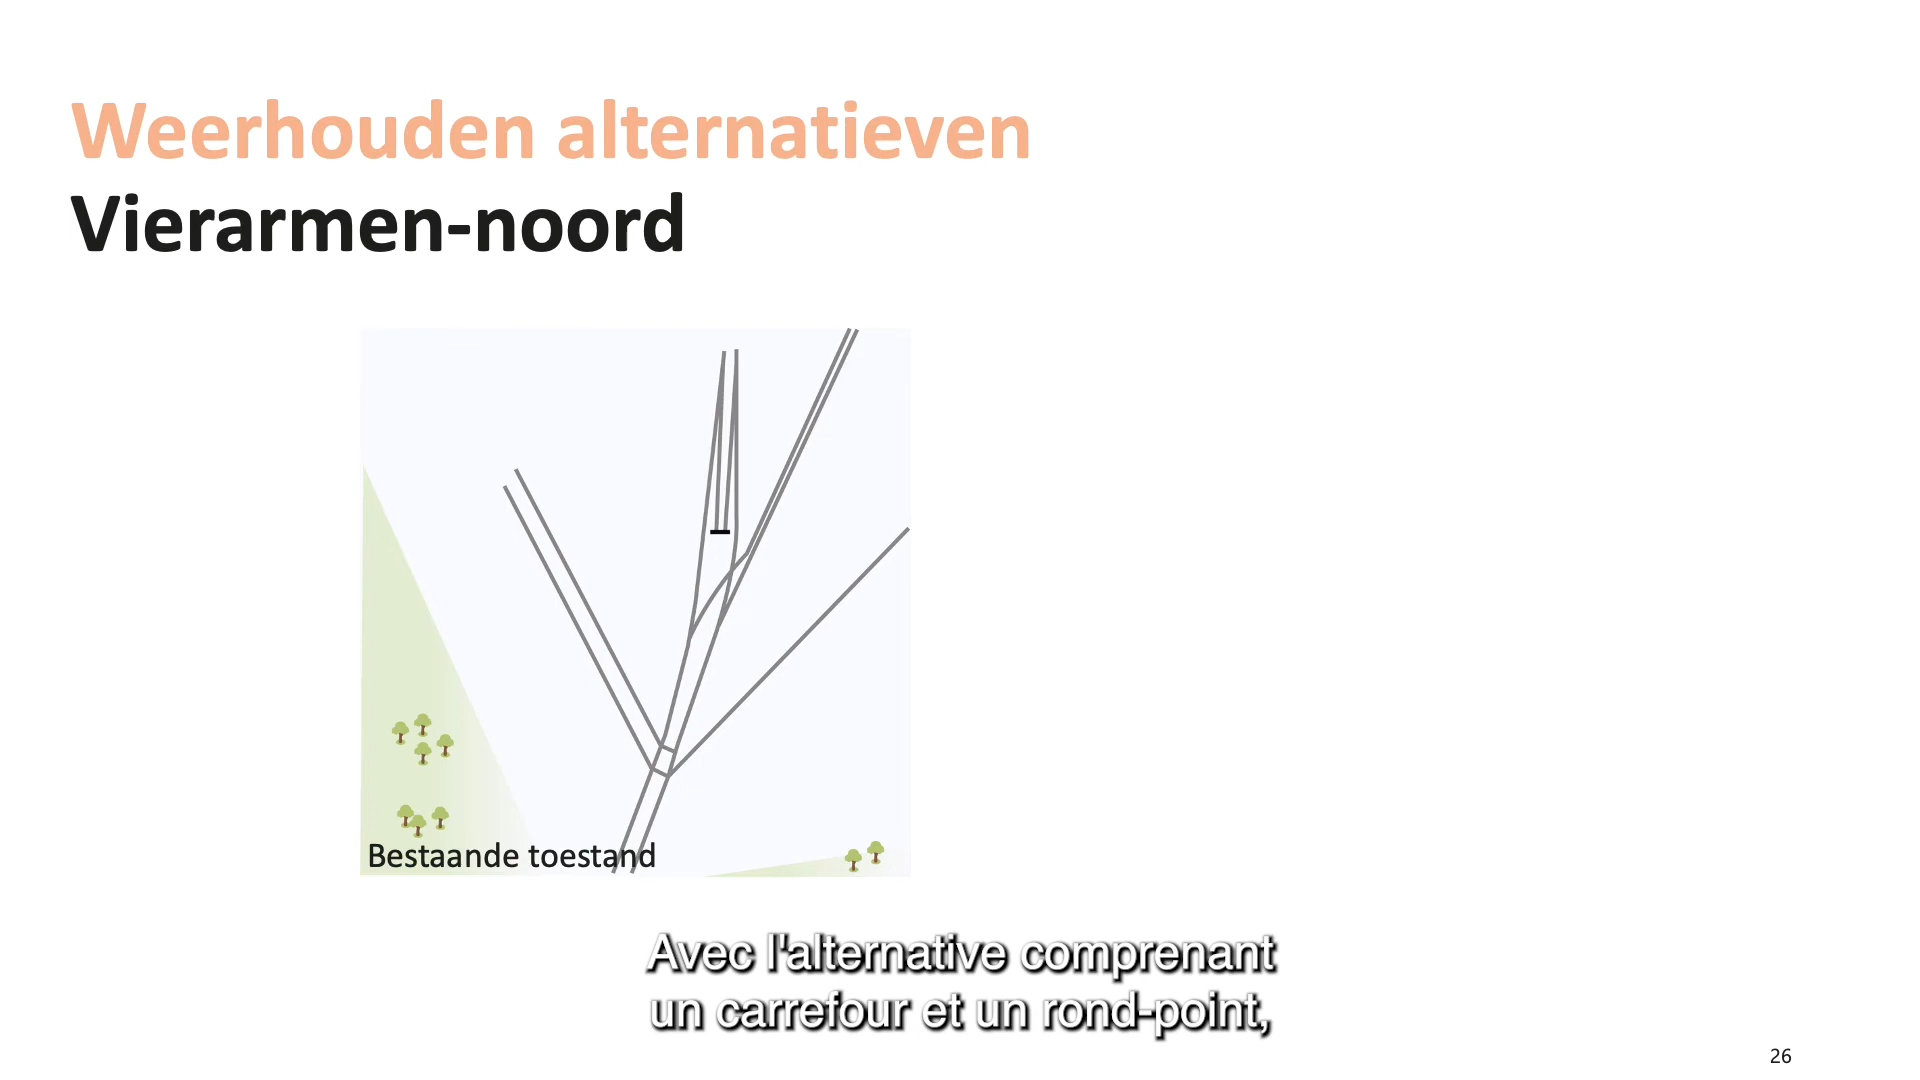 Weerhouden alternatieven
Vierarmen-noord
Bestaande toestand
Avec l'alternative comprenant
un carrefour et un rond-point,
26